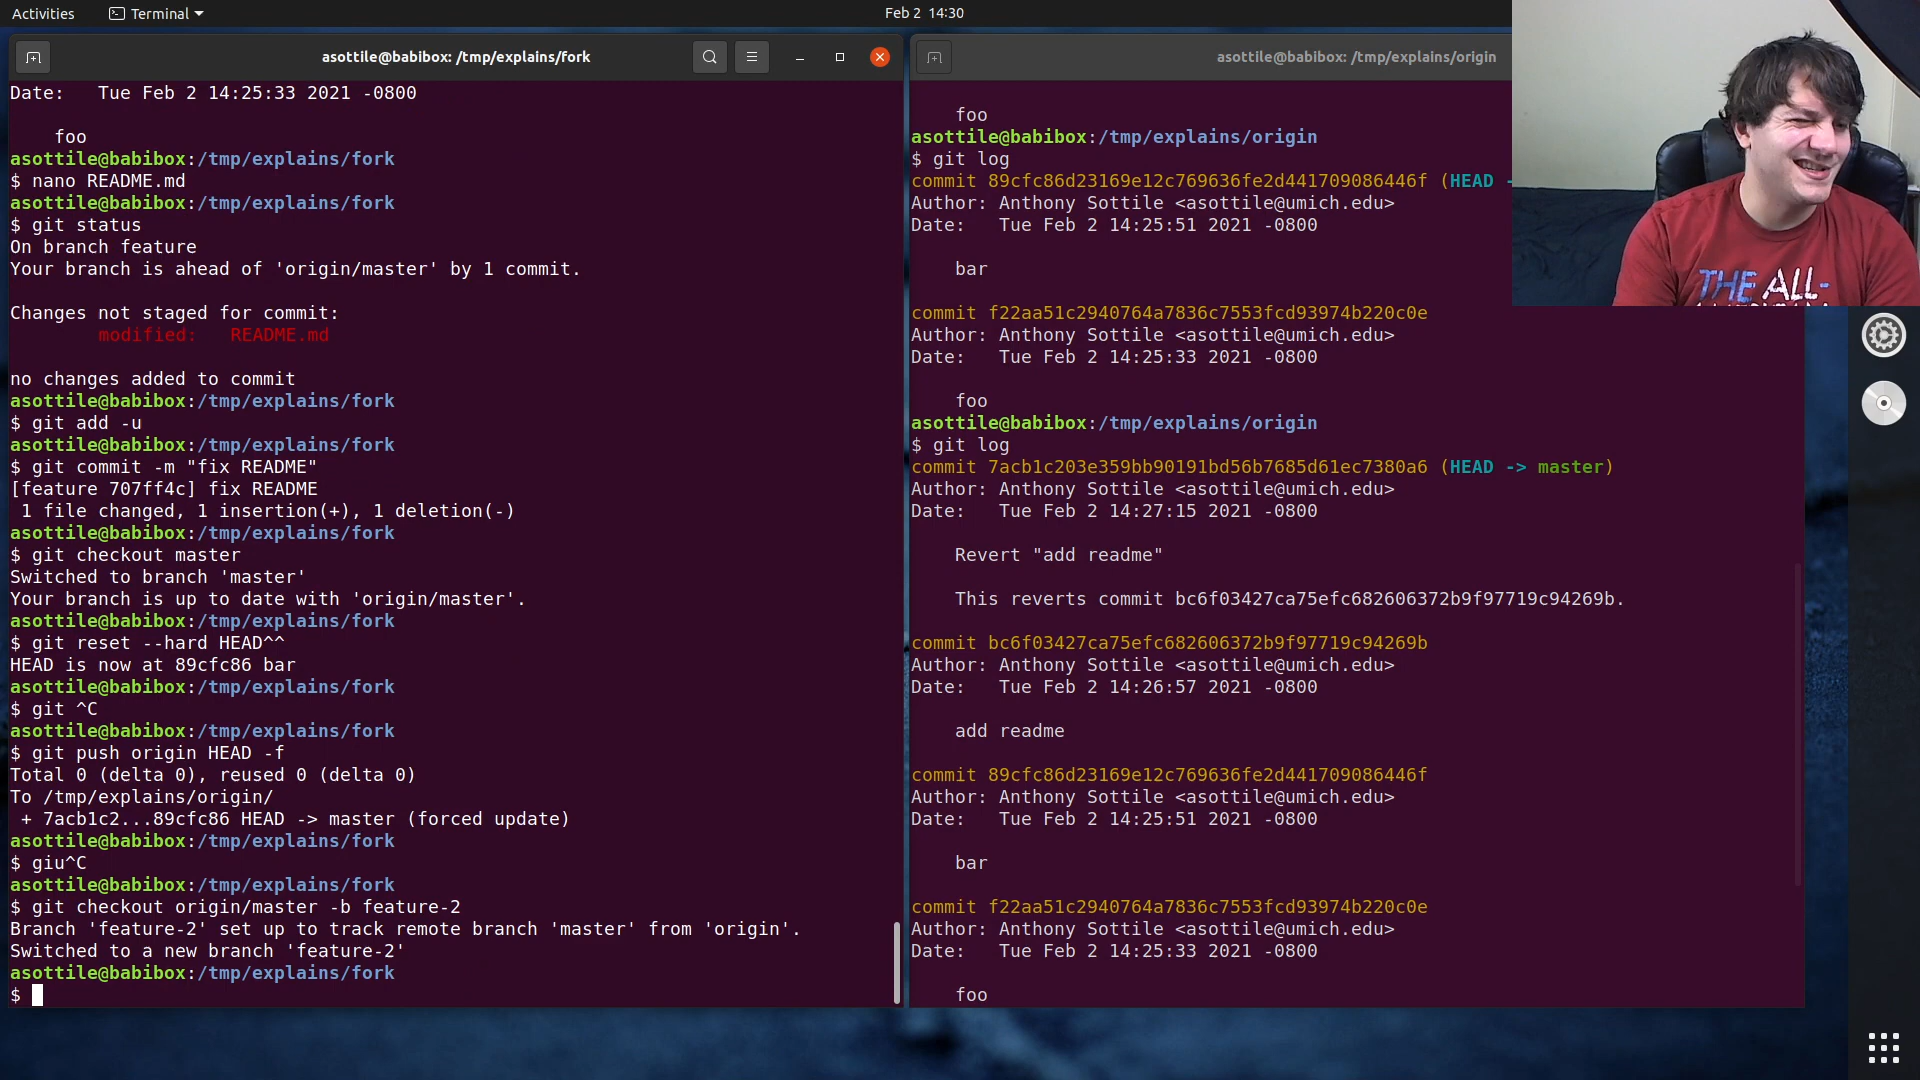 Activities
Terminal
Feb 2 14:30
asottile@babibox: /tmp/explains/fork
Date:   Tue Feb 2 14:25:33 2021 -0800
    foo
asottile@babibox:/tmp/explains/fork
$ nano README.md
asottile@babibox:/tmp/explains/fork
$ git status
On branch feature
Your branch is ahead of 'origin/master' by 1 commit.
Changes not staged for commit:
        modified:   README.md
no changes added to commit
asottile@babibox:/tmp/explains/fork
$ git add -u
asottile@babibox:/tmp/explains/fork
$ git commit -m "fix README"
[feature 707ff4c] fix README
 1 file changed, 1 insertion(+), 1 deletion(-)
asottile@babibox:/tmp/explains/fork
$ git checkout master
Switched to branch 'master'
Your branch is up to date with 'origin/master'.
asottile@babibox:/tmp/explains/fork
$ git reset --hard HEAD^^
HEAD is now at 89cfc86 bar
asottile@babibox:/tmp/explains/fork
$ git ^C
asottile@babibox:/tmp/explains/fork
$ git push origin HEAD -f
Total 0 (delta 0), reused 0 (delta 0)
To /tmp/explains/origin/
 + 7acb1c2...89cfc86 HEAD -> master (forced update)
asottile@babibox:/tmp/explains/fork
$ giu^C
asottile@babibox:/tmp/explains/fork
$ git checkout origin/master -b feature-2
Branch 'feature-2' set up to track remote branch 'master' from 'origin'.
Switched to a new branch 'feature-2'
asottile@babibox:/tmp/explains/fork
$
asottile@babibox: /tmp/explains/origin
    foo
asottile@babibox:/tmp/explains/origin
$ git log
commit 89cfc86d23169e12c769636fe2d441709086446f (HEAD -
Author: Anthony Sottile <asottile@umich.edu>
Date:   Tue Feb 2 14:25:51 2021 -0800
    bar
commit f22aa51c2940764a7836c7553fcd93974b220c0e
Author: Anthony Sottile <asottile@umich.edu>
Date:   Tue Feb 2 14:25:33 2021 -0800
    foo
asottile@babibox:/tmp/explains/origin
$ git log
commit 7acb1c203e359bb90191bd56b7685d61ec7380a6 (HEAD -> master)
Author: Anthony Sottile <asottile@umich.edu>
Date:   Tue Feb 2 14:27:15 2021 -0800
    Revert "add readme"
    This reverts commit bc6f03427ca75efc682606372b9f97719c94269b.
commit bc6f03427ca75efc682606372b9f97719c94269b
Author: Anthony Sottile <asottile@umich.edu>
Date:   Tue Feb 2 14:26:57 2021 -0800
    add readme
commit 89cfc86d23169e12c769636fe2d441709086446f
Author: Anthony Sottile <asottile@umich.edu>
Date:   Tue Feb 2 14:25:51 2021 -0800
    bar
commit f22aa51c2940764a7836c7553fcd93974b220c0e
Author: Anthony Sottile <asottile@umich.edu>
Date:   Tue Feb 2 14:25:33 2021 -0800
    foo
THE ALL-